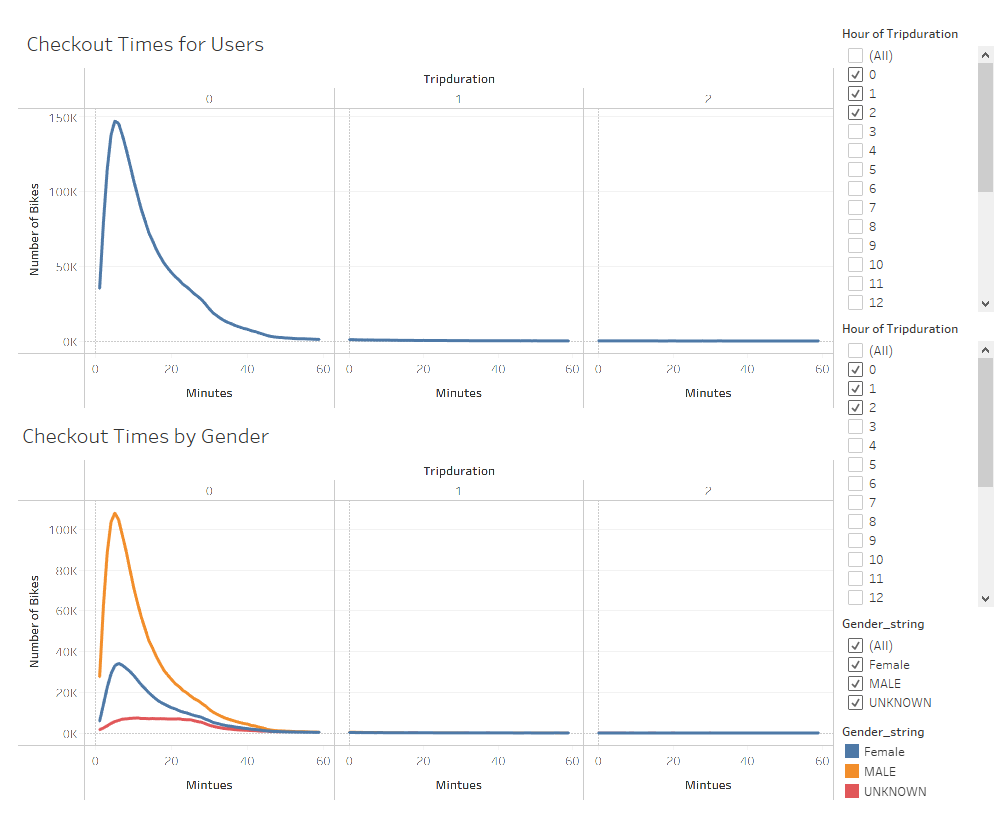 Checkout Times for Users
Tripduration
0 1 2
150K
100K
50K
0K
Number of Bikes
0 20 40 60 0 20 40 60 0 20 40 60
Minutes Minutes Minutes
Checkout Times by Gender
Tripduration
0 1 2
100K
80K
60K
40K
20K
0K
Number of Bikes
0 20 40 60 0 20 40 60 0 20 40 60
Mintues Mintues Mintues
Hour of Tripduration
(All)
0
1
2
3
4
5
6
7
8
9
10
11
12
Hour of Tripduration
(All)
0
1
2
3
4
5
6
7
8
9
10
11
12
Gender_string
(All)
Female
MALE
UNKNOWN
Gender_string
Female
MALE
UNKNOWN